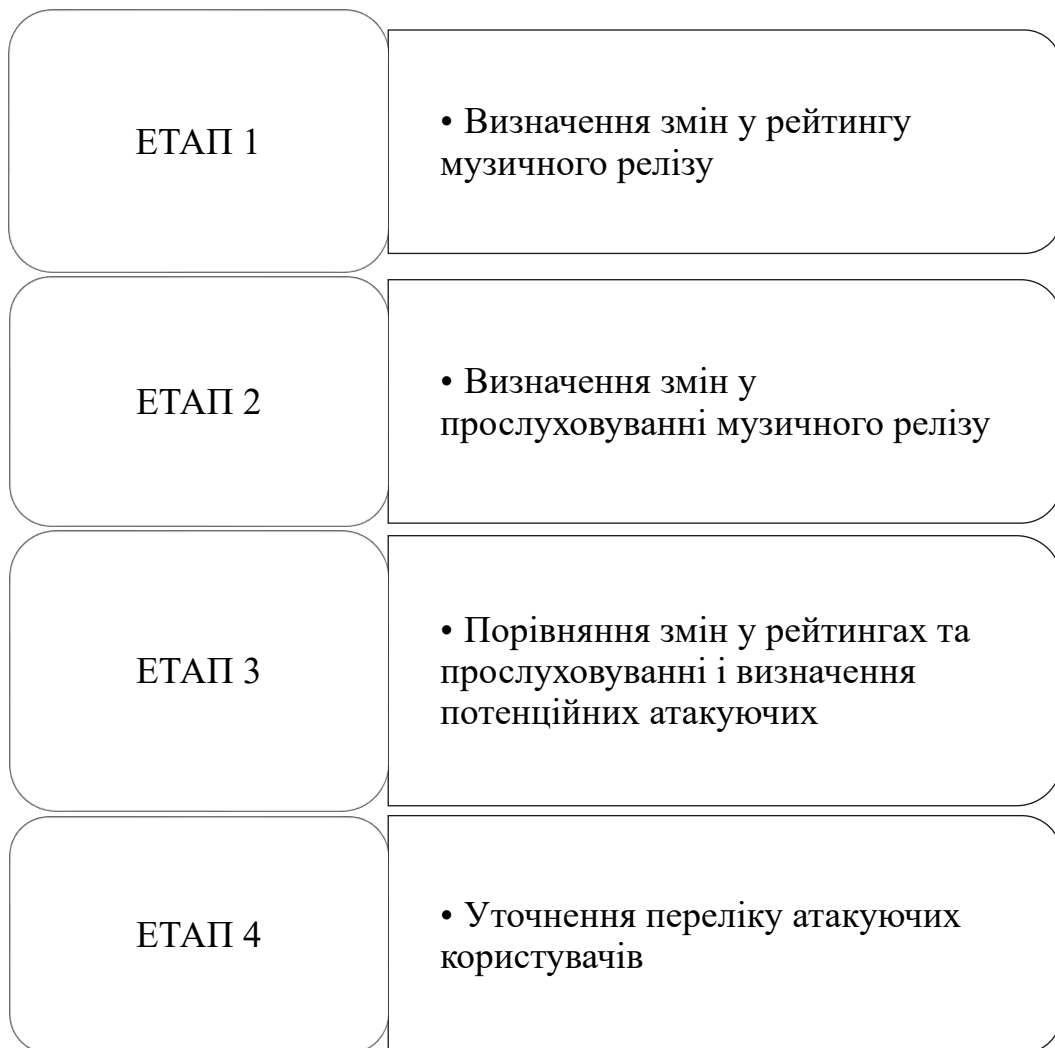 ЕТАП 1
• Визначення змін у рейтингу
музичного релізу
ЕТАП 2
• Визначення змін у
прослуховуванні музичного релізу
ЕТАП 3
• Порівняння змін у рейтингах та
прослуховуванні і визначення
потенційних атакуючих
ЕТАП 4
• Уточнення переліку атакуючих
користувачів